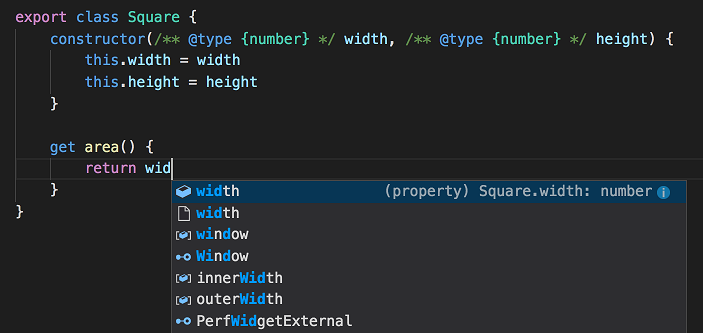 export class Square {
constructor(/** @type {number} */ width, /** @type {number} */ height) {
this.width = width
this.height = height
}
get area() {
return wid
width (property) Square.width: number
}
width
}
window
Window
innerWidth
outerWidth
PerfWidgetExternal